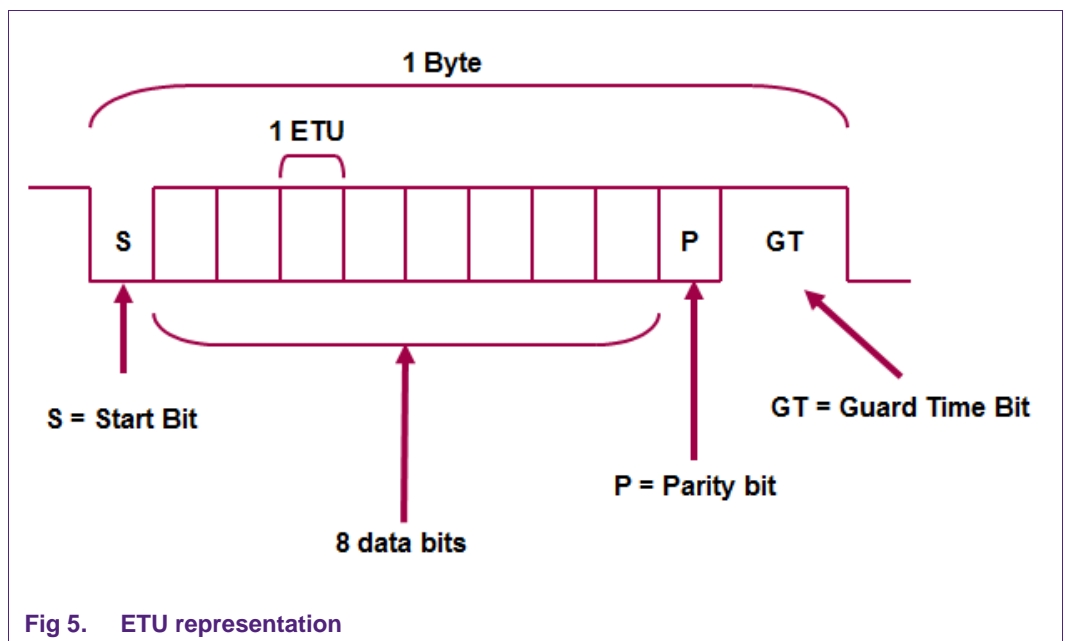 1 Byte
1 ETU
S
P
GT
S = Start Bit
GT = Guard Time Bit
P = Parity bit
8 data bits
Fig 5. ETU representation